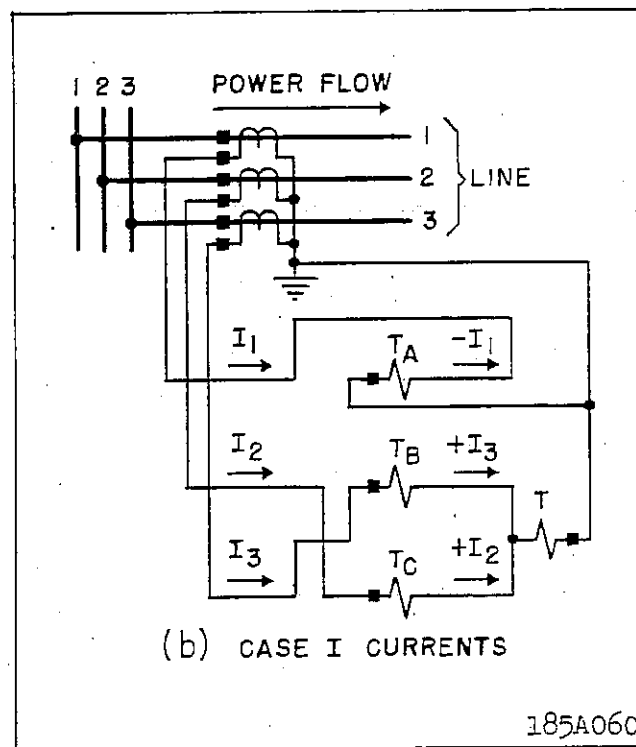 POWER FLOW
1 2 3
1
2
3
LINE
I1
TA
-I1
I2
TB
+I3
T
I3
TC
+I2
(b) CASE I CURRENTS
185A060